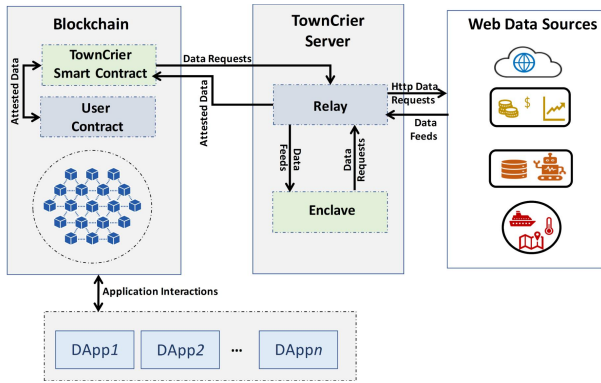 Blockchain
TownCrier
Smart Contract
User
Contract
Attested Data
Data Requests
Attested Data
TownCrier
Server
Relay
Data
Feeds
Data
Requests
Enclave
Http Data
Requests
Data
Feeds
Web Data Sources
$
Application Interactions
DApp1
DApp2
...
DAppn